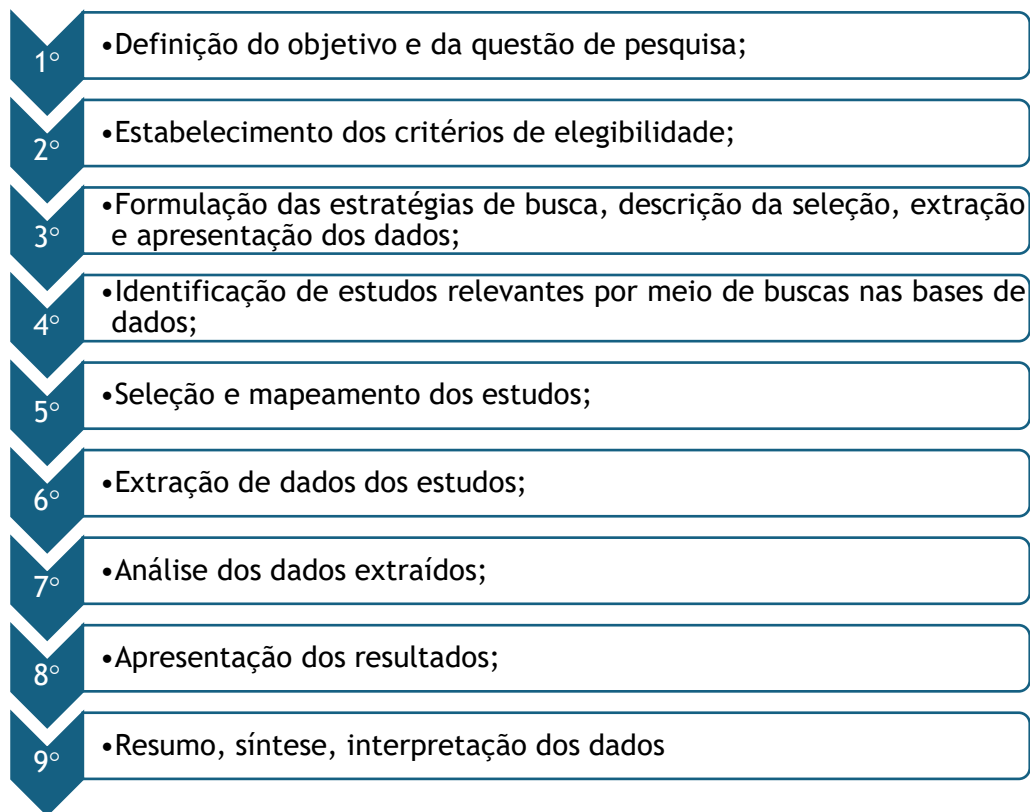 1°
•Definição do objetivo e da questão de pesquisa;
2°
•Estabelecimento dos critérios de elegibilidade;
3°
•Formulação das estratégias de busca, descrição da seleção, extração
e apresentação dos dados;
4°
•Identificação de estudos relevantes por meio de buscas nas bases de
dados;
5°
•Seleção e mapeamento dos estudos;
6°
•Extração de dados dos estudos;
7°
•Análise dos dados extraídos;
8°
•Apresentação dos resultados;
9°
•Resumo, síntese, interpretação dos dados